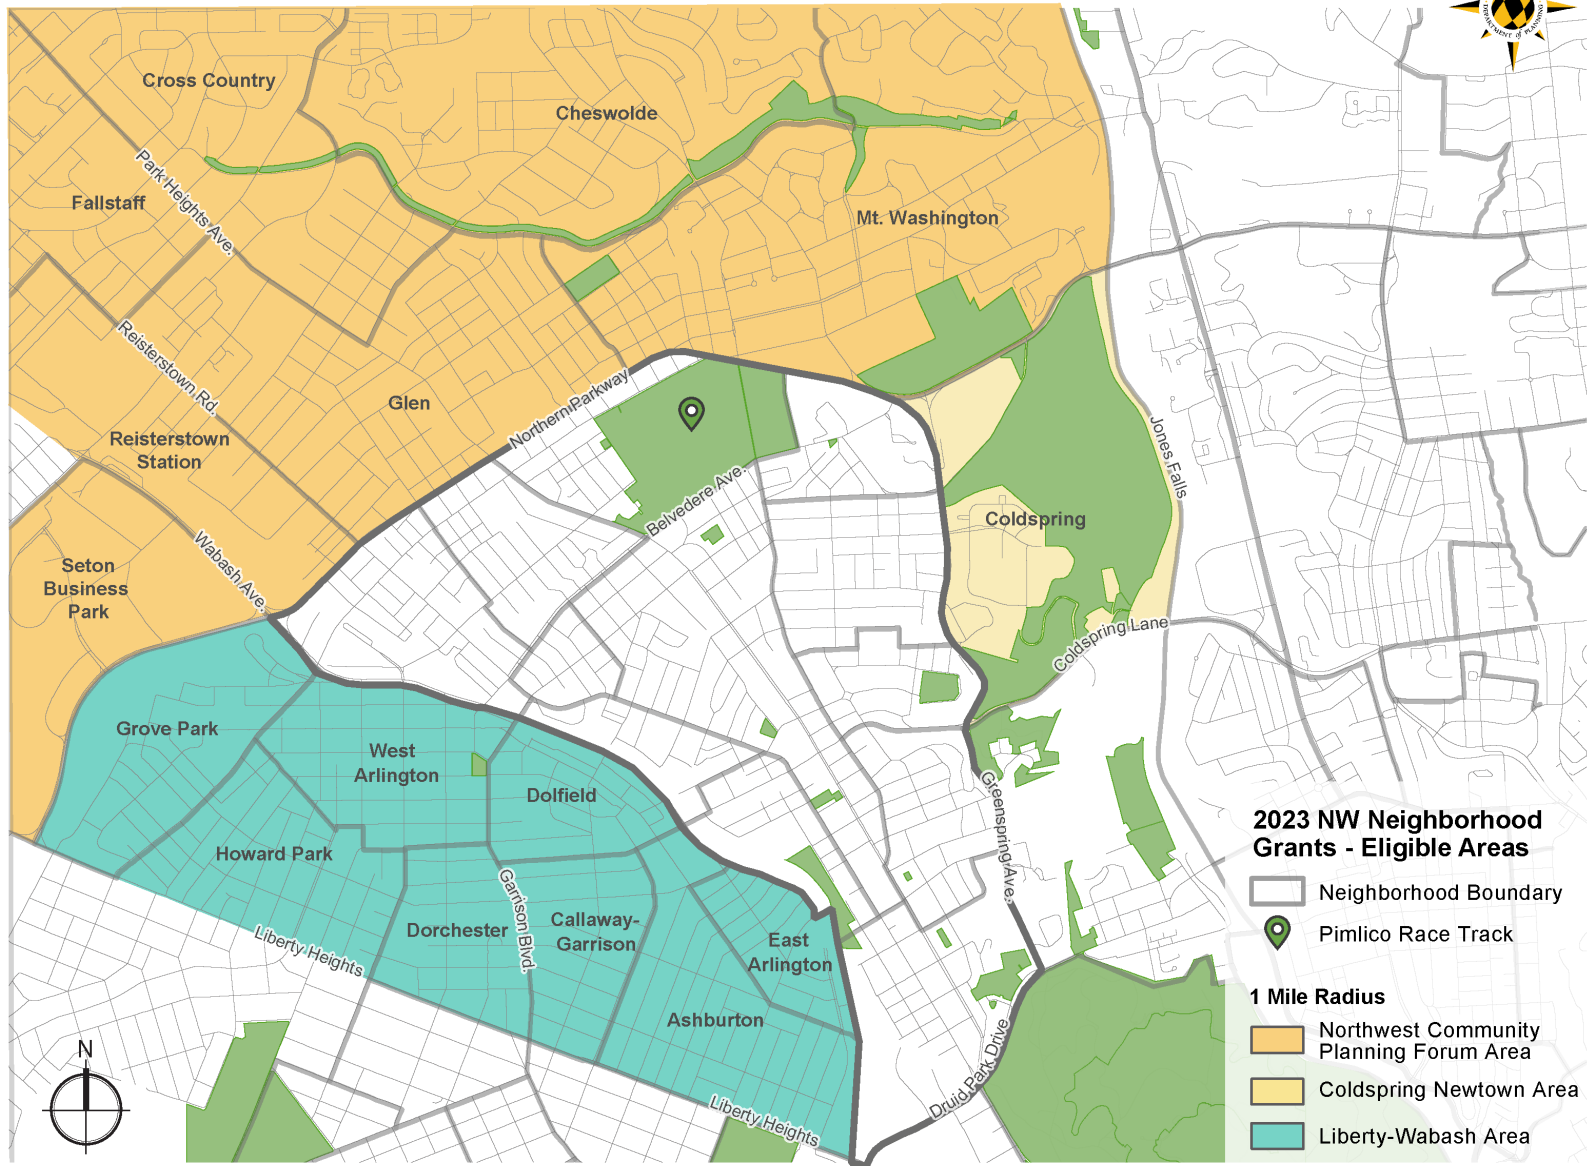 DEPARTMENT of PLANNING
Cross Country
Cheswolde
Park Heights Ave.
Fallstaff
Mt. Washington
Reisterstown Rd.
Glen
Northern Parkway
Reisterstown
Station
Jones Falls
Belvedere Ave.
Coldspring
Wabash Ave.
Seton
Business
Park
Coldspring Lane
Grove Park
West
Arlington
Dolfield
Greenspring Ave.
Howard Park
Garrison Blvd.
Dorchester
Callaway-
Garrison
East
Arlington
Liberty Heights
Ashburton
Druid Park Drive
Liberty Heights
N
2023 NW Neighborhood
Grants - Eligible Areas
Neighborhood Boundary
Pimlico Race Track
1 Mile Radius
Northwest Community
Planning Forum Area
Coldspring Newtown Area
Liberty-Wabash Area